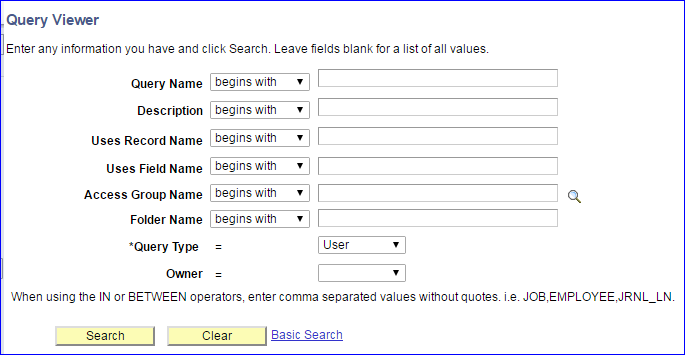 Query Viewer
Enter any information you have and click Search. Leave fields blank for a list of all values.
Query Name begins with
Description begins with
Uses Record Name begins with
Uses Field Name begins with
Access Group Name begins with
Folder Name begins with
*Query Type = User
Owner =
When using the IN or BETWEEN operators, enter comma separated values without quotes. i.e. JOB,EMPLOYEE,JRNL_LN.
Search Clear Basic Search